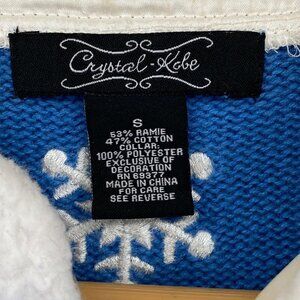 Crystal-Kobe
S
53% RAMIE
47% COTTON
COLLAR:
100% POLYESTER
EXCLUSIVE OF
DECORATION
RN 69377
MADE IN CHINA
FOR CARE
SEE REVERSE